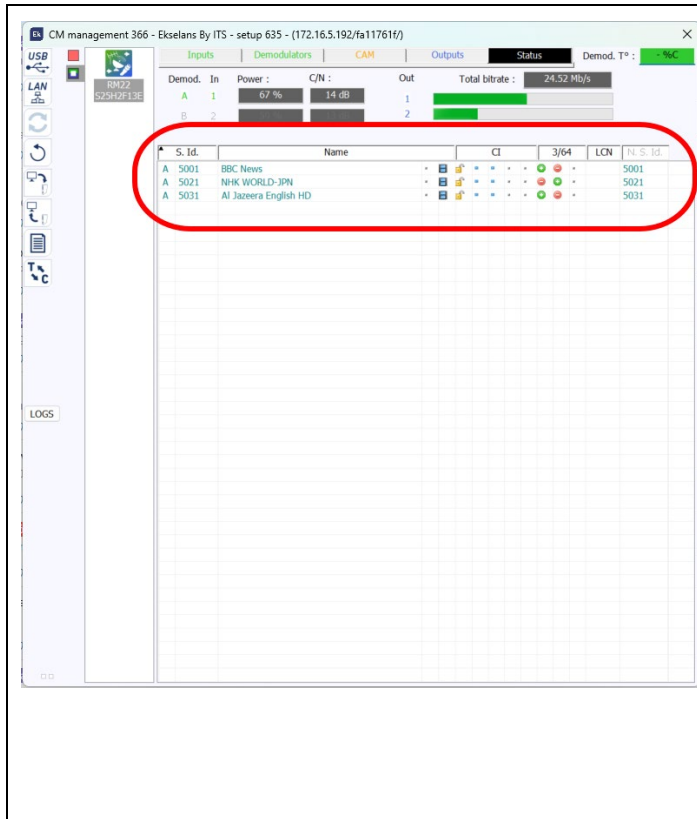 Ek CM management 366 - Ekselans By ITS - setup 635 - (172.16.5.192/fa11761f/)
USB
LAN
RM22
S25H2F13E
Inputs Demodulators CAM Outputs Status Demod. Tº : - %C
Demod. In Power : C/N : Out Total bitrate : 24.52 Mb/s
A 1 67 % 14 dB 1
B 2 2
S. Id. Name CI 3/64 LCN N. S. Id.
A 5001 BBC News 5001
A 5021 NHK WORLD-JPN 5021
A 5031 Al Jazeera English HD 5031
T C
LOGS